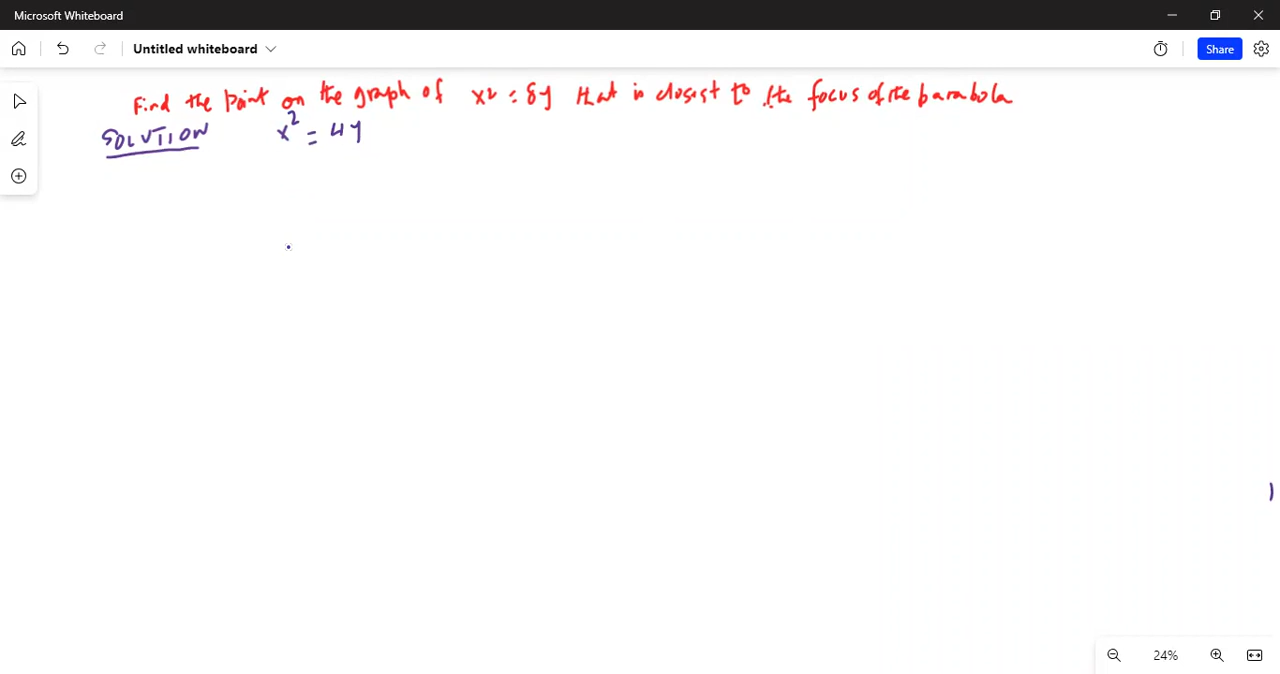 Microsoft Whiteboard
Untitled whiteboard
Share
Find the Point on the graph of x² = 8y that is closest to the focus of the parabola
SOLUTION x² = 4y
24%